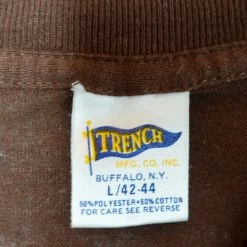 TRENCH
MFG. CO. INC.
BUFFALO, N.Y.
L/42-44
50% POLYESTER • 50% COTTON
FOR CARE SEE REVERSE